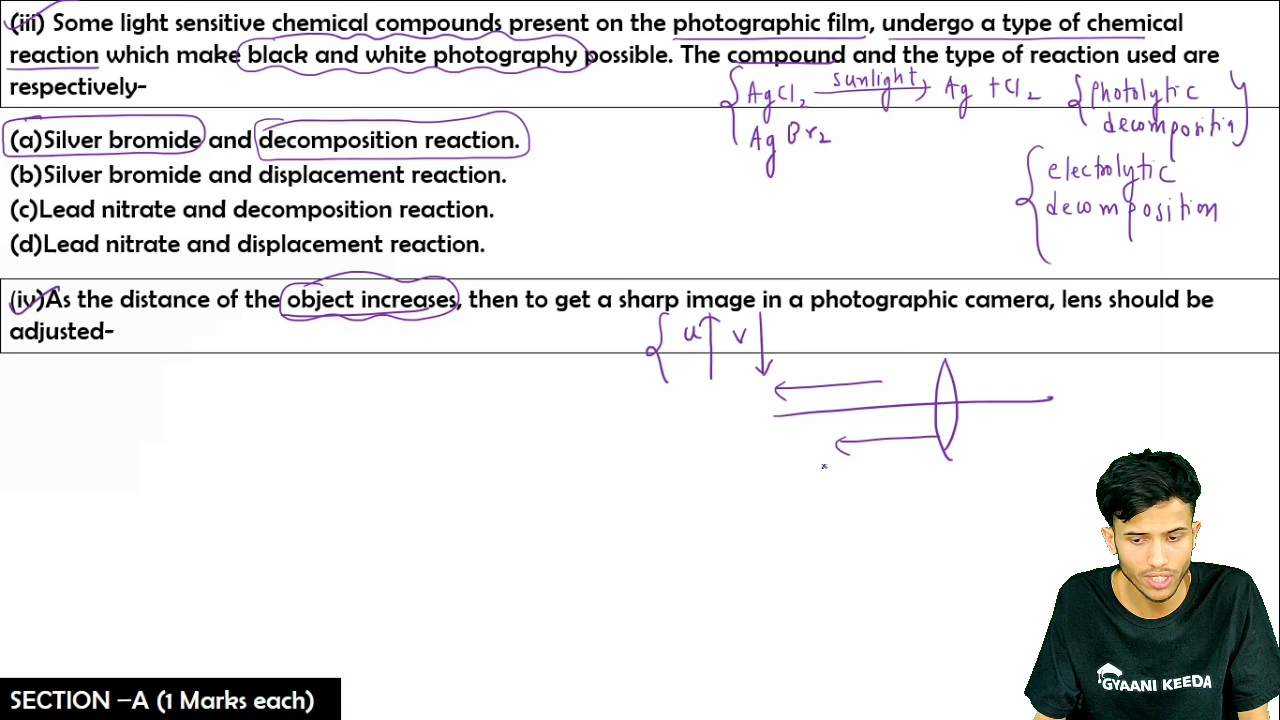 (iii) Some light sensitive chemical compounds present on the photographic film, undergo a type of chemical
reaction which make black and white photography possible. The compound and the type of reaction used are
respectively-
AgCl2 sunlight Ag + Cl2 {photolytic
decomposition}
AgBr2
(a)Silver bromide and decomposition reaction.
(b)Silver bromide and displacement reaction.
{electrolytic
decomposition
(c)Lead nitrate and decomposition reaction.
(d)Lead nitrate and displacement reaction.
(iv)As the distance of the object increases, then to get a sharp image in a photographic camera, lens should be
adjusted-
{ u↑ v↓
GYAANI KEEDA
SECTION –A (1 Marks each)